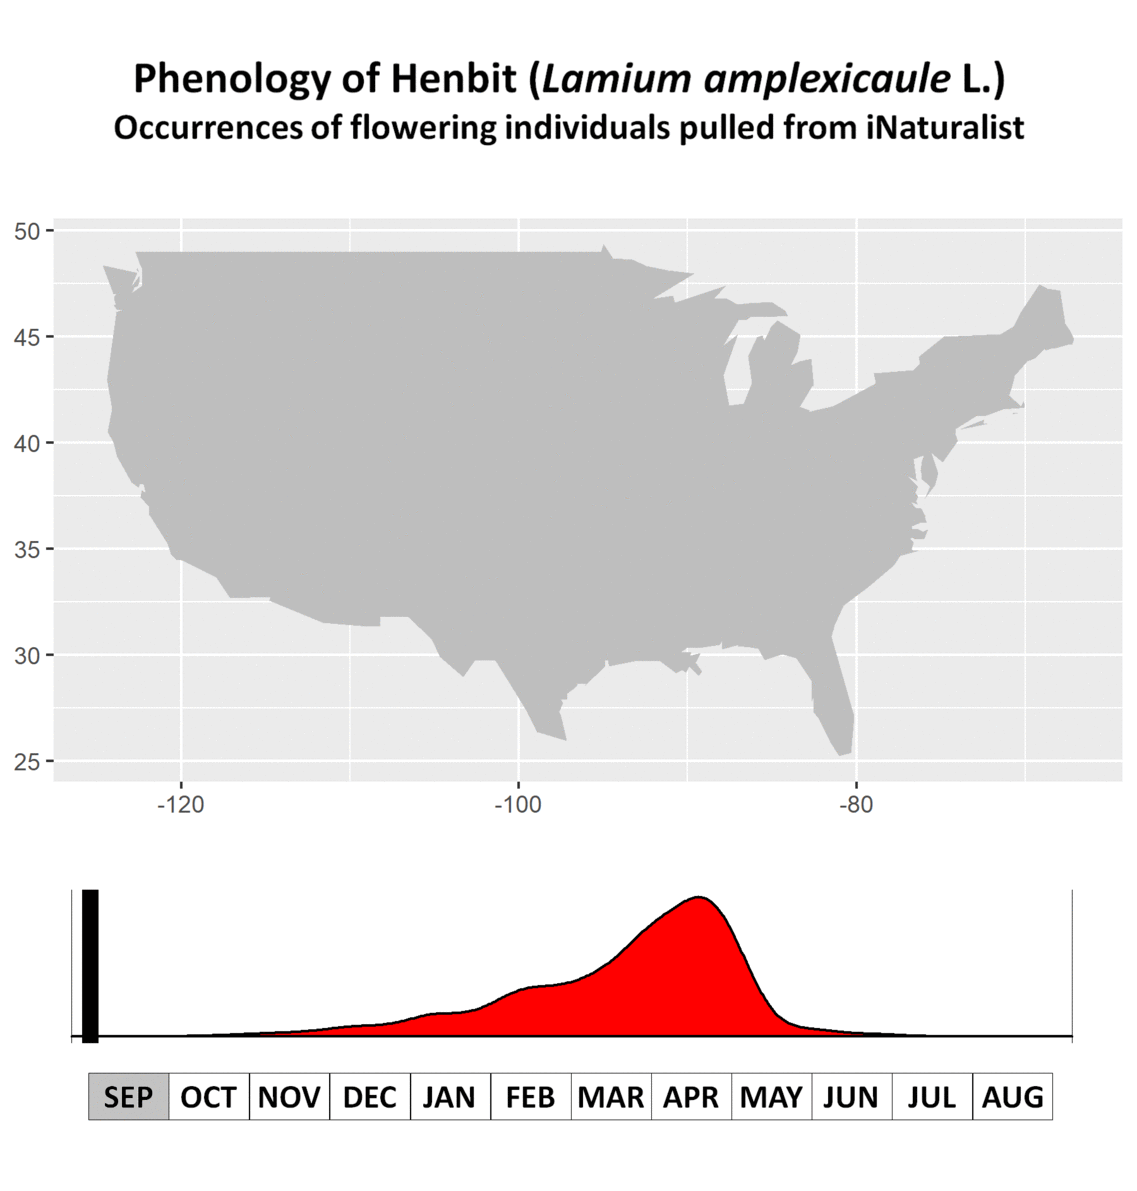 Phenology of Henbit (Lamium amplexicaule L.)
Occurrences of flowering individuals pulled from iNaturalist
50
45
40
35
30
25
-120 -100 -80
SEP OCT NOV DEC JAN FEB MAR APR MAY JUN JUL AUG